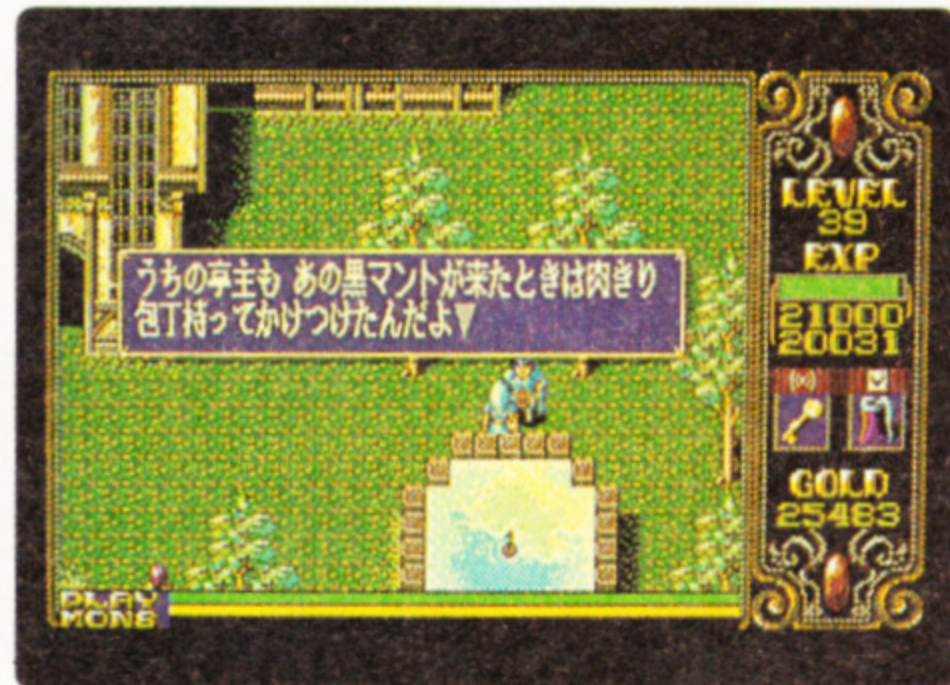 うちの亭主も あの黒マントが来たときは肉きり
包丁持ってかけつけたんだよ▼
LEVEL
39
EXP
21000
20031
GOLD
25483
PLAY
MONS